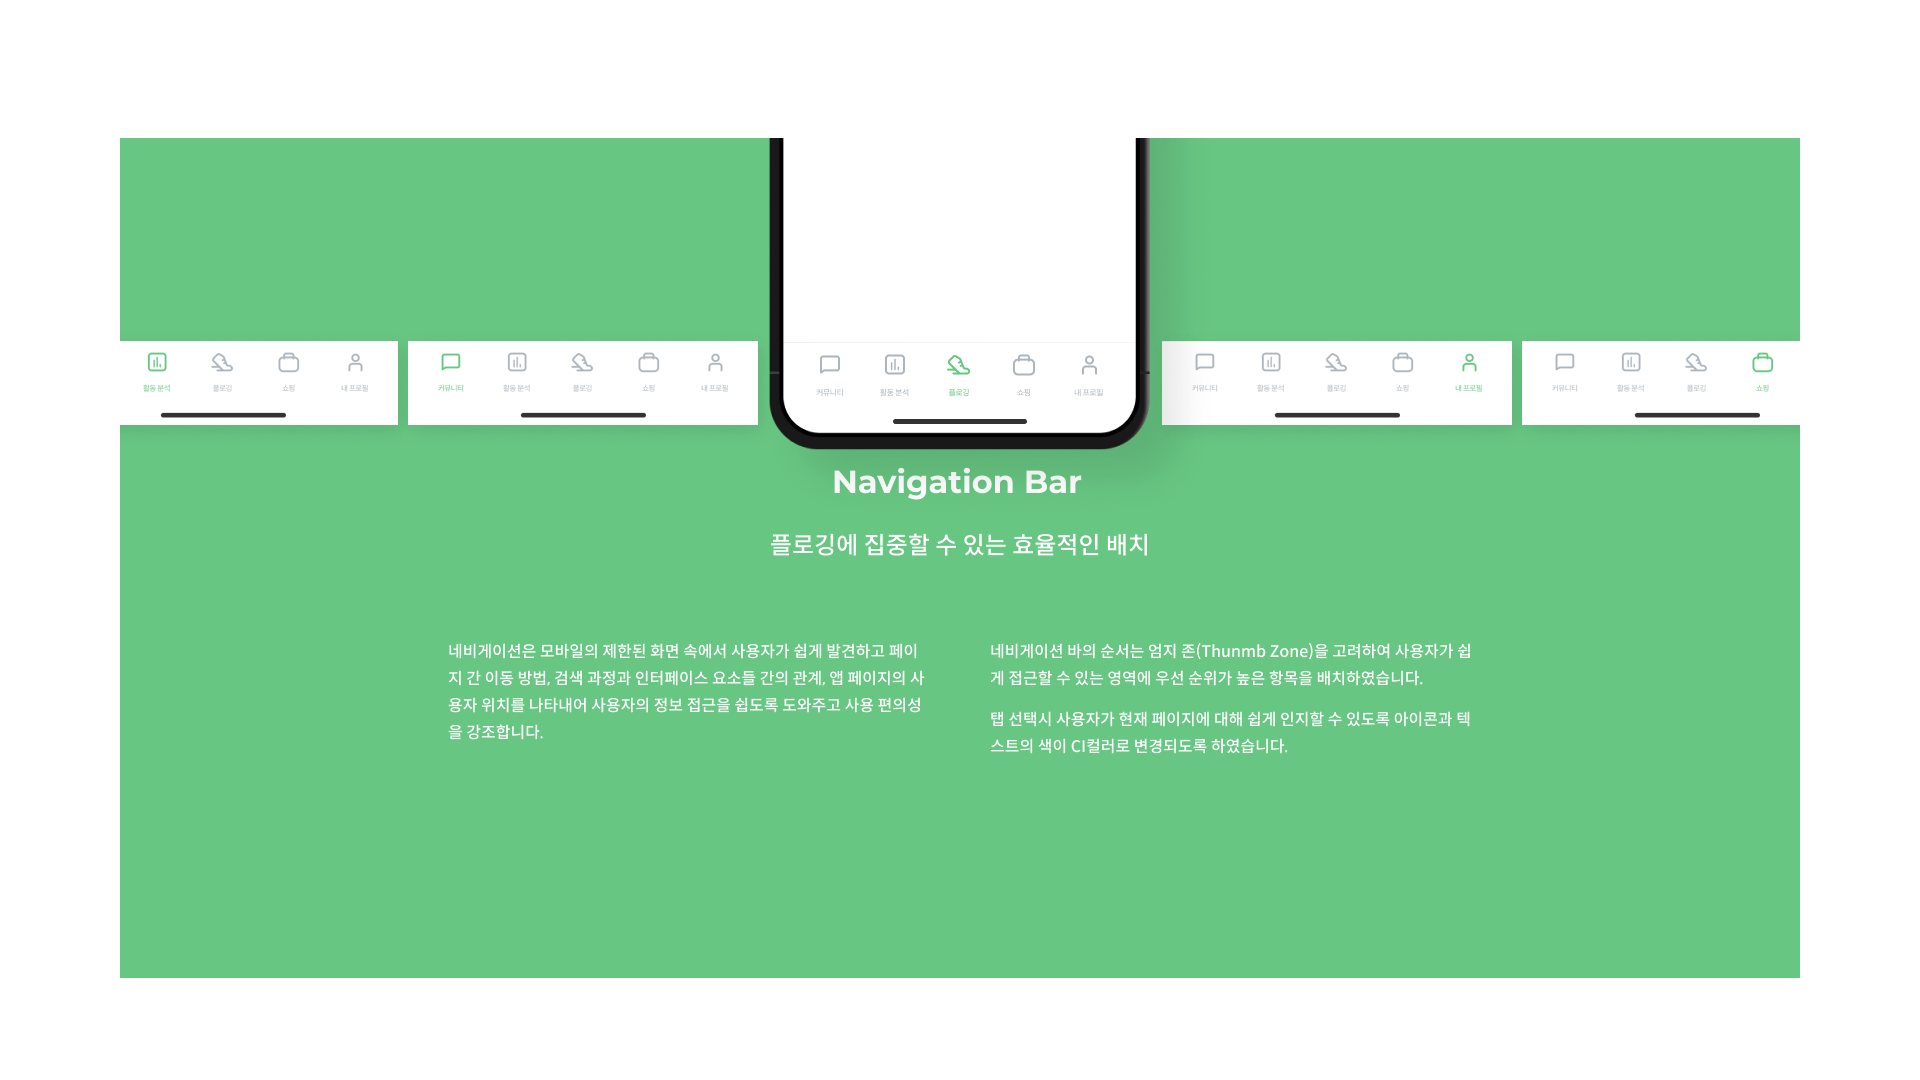 활동 분석 플로깅 쇼핑 내 프로필
커뮤니티 활동 분석 플로깅 쇼핑 내 프로필
커뮤니티 활동 분석 플로깅 쇼핑 내 프로필
커뮤니티 활동 분석 플로깅 쇼핑 내 프로필
커뮤니티 활동 분석 플로깅 쇼핑
Navigation Bar
플로깅에 집중할 수 있는 효율적인 배치
네비게이션은 모바일의 제한된 화면 속에서 사용자가 쉽게 발견하고 페이
지 간 이동 방법, 검색 과정과 인터페이스 요소들 간의 관계, 앱 페이지의 사
용자 위치를 나타내어 사용자의 정보 접근을 쉽도록 도와주고 사용 편의성
을 강조합니다.
네비게이션 바의 순서는 엄지 존(Thunmb Zone)을 고려하여 사용자가 쉽
게 접근할 수 있는 영역에 우선 순위가 높은 항목을 배치하였습니다.
탭 선택시 사용자가 현재 페이지에 대해 쉽게 인지할 수 있도록 아이콘과 텍
스트의 색이 CI컬러로 변경되도록 하였습니다.